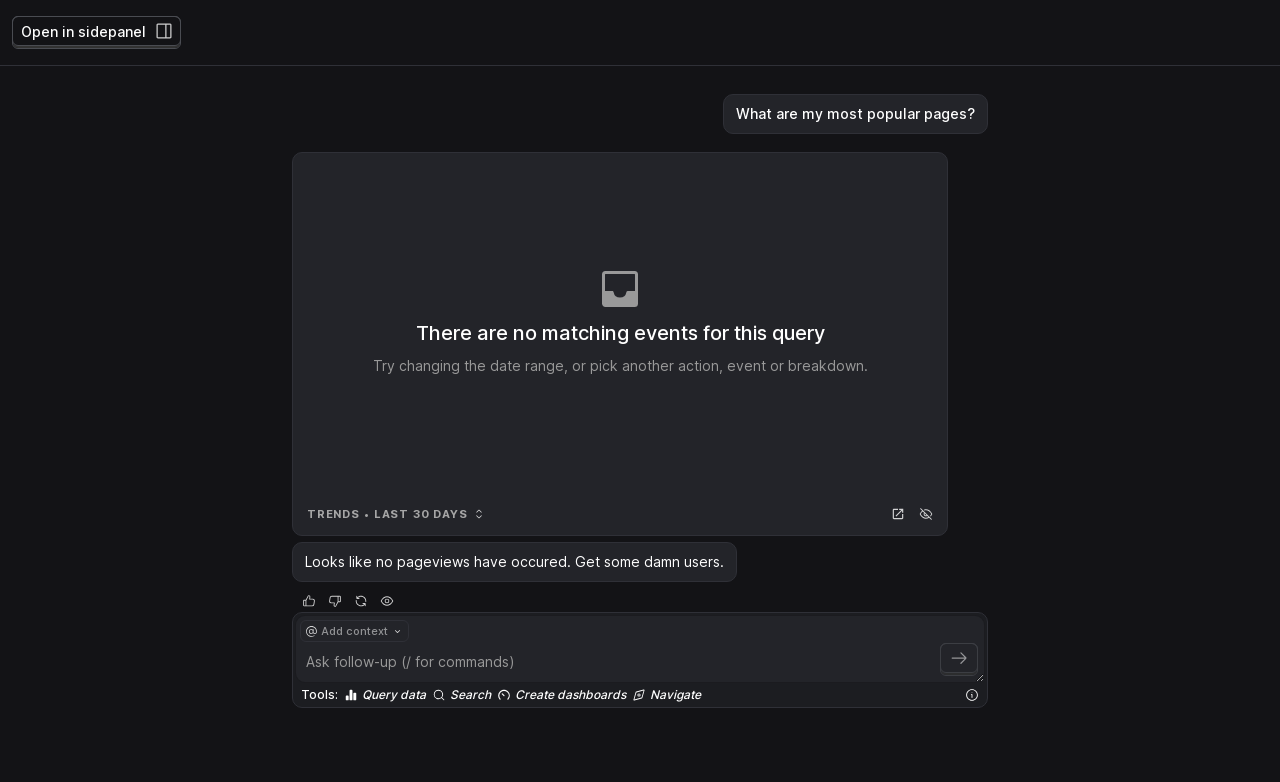 Open in sidepanel
What are my most popular pages?
There are no matching events for this query
Try changing the date range, or pick another action, event or breakdown.
TRENDS • LAST 30 DAYS
Looks like no pageviews have occured. Get some damn users.
@ Add context
Ask follow-up (/ for commands)
Tools: Query data Search Create dashboards Navigate